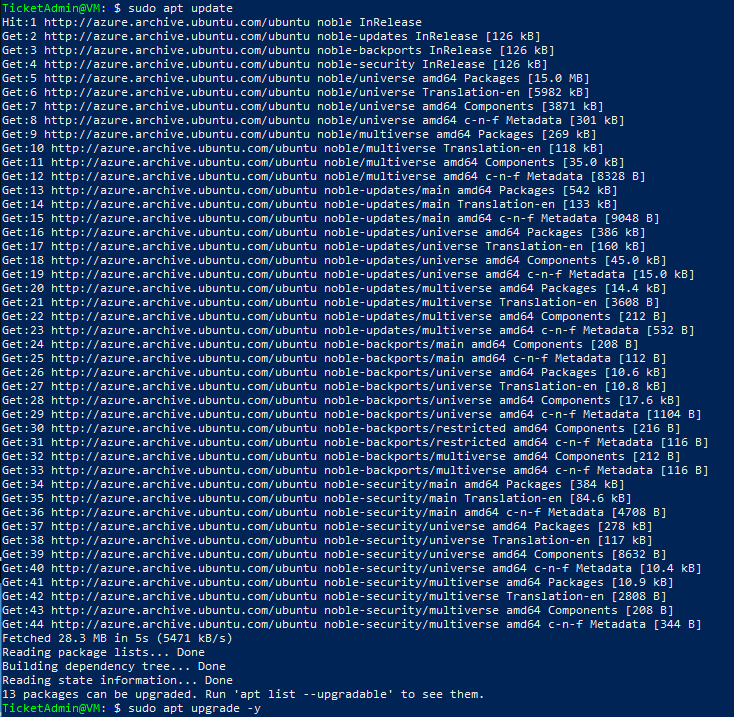 TicketAdmin@VM: $ sudo apt update
Hit:1 http://azure.archive.ubuntu.com/ubuntu noble InRelease
Get:2 http://azure.archive.ubuntu.com/ubuntu noble-updates InRelease [126 kB]
Get:3 http://azure.archive.ubuntu.com/ubuntu noble-backports InRelease [126 kB]
Get:4 http://azure.archive.ubuntu.com/ubuntu noble-security InRelease [126 kB]
Get:5 http://azure.archive.ubuntu.com/ubuntu noble/universe amd64 Packages [15.0 MB]
Get:6 http://azure.archive.ubuntu.com/ubuntu noble/universe Translation-en [5982 kB]
Get:7 http://azure.archive.ubuntu.com/ubuntu noble/universe amd64 Components [3871 kB]
Get:8 http://azure.archive.ubuntu.com/ubuntu noble/universe amd64 c-n-f Metadata [301 kB]
Get:9 http://azure.archive.ubuntu.com/ubuntu noble/multiverse amd64 Packages [269 kB]
Get:10 http://azure.archive.ubuntu.com/ubuntu noble/multiverse Translation-en [118 kB]
Get:11 http://azure.archive.ubuntu.com/ubuntu noble/multiverse amd64 Components [35.0 kB]
Get:12 http://azure.archive.ubuntu.com/ubuntu noble/multiverse amd64 c-n-f Metadata [8328 B]
Get:13 http://azure.archive.ubuntu.com/ubuntu noble-updates/main amd64 Packages [542 kB]
Get:14 http://azure.archive.ubuntu.com/ubuntu noble-updates/main Translation-en [133 kB]
Get:15 http://azure.archive.ubuntu.com/ubuntu noble-updates/main amd64 c-n-f Metadata [9048 B]
Get:16 http://azure.archive.ubuntu.com/ubuntu noble-updates/universe amd64 Packages [386 kB]
Get:17 http://azure.archive.ubuntu.com/ubuntu noble-updates/universe Translation-en [160 kB]
Get:18 http://azure.archive.ubuntu.com/ubuntu noble-updates/universe amd64 Components [45.0 kB]
Get:19 http://azure.archive.ubuntu.com/ubuntu noble-updates/universe amd64 c-n-f Metadata [15.0 kB]
Get:20 http://azure.archive.ubuntu.com/ubuntu noble-updates/multiverse amd64 Packages [14.4 kB]
Get:21 http://azure.archive.ubuntu.com/ubuntu noble-updates/multiverse Translation-en [3608 B]
Get:22 http://azure.archive.ubuntu.com/ubuntu noble-updates/multiverse amd64 Components [212 B]
Get:23 http://azure.archive.ubuntu.com/ubuntu noble-updates/multiverse amd64 c-n-f Metadata [532 B]
Get:24 http://azure.archive.ubuntu.com/ubuntu noble-backports/main amd64 Components [208 B]
Get:25 http://azure.archive.ubuntu.com/ubuntu noble-backports/main amd64 c-n-f Metadata [112 B]
Get:26 http://azure.archive.ubuntu.com/ubuntu noble-backports/universe amd64 Packages [10.6 kB]
Get:27 http://azure.archive.ubuntu.com/ubuntu noble-backports/universe Translation-en [10.8 kB]
Get:28 http://azure.archive.ubuntu.com/ubuntu noble-backports/universe amd64 Components [17.6 kB]
Get:29 http://azure.archive.ubuntu.com/ubuntu noble-backports/universe amd64 c-n-f Metadata [1104 B]
Get:30 http://azure.archive.ubuntu.com/ubuntu noble-backports/restricted amd64 Components [216 B]
Get:31 http://azure.archive.ubuntu.com/ubuntu noble-backports/restricted amd64 c-n-f Metadata [116 B]
Get:32 http://azure.archive.ubuntu.com/ubuntu noble-backports/multiverse amd64 Components [212 B]
Get:33 http://azure.archive.ubuntu.com/ubuntu noble-backports/multiverse amd64 c-n-f Metadata [116 B]
Get:34 http://azure.archive.ubuntu.com/ubuntu noble-security/main amd64 Packages [384 kB]
Get:35 http://azure.archive.ubuntu.com/ubuntu noble-security/main Translation-en [84.6 kB]
Get:36 http://azure.archive.ubuntu.com/ubuntu noble-security/main amd64 c-n-f Metadata [4708 B]
Get:37 http://azure.archive.ubuntu.com/ubuntu noble-security/universe amd64 Packages [278 kB]
Get:38 http://azure.archive.ubuntu.com/ubuntu noble-security/universe Translation-en [117 kB]
Get:39 http://azure.archive.ubuntu.com/ubuntu noble-security/universe amd64 Components [8632 B]
Get:40 http://azure.archive.ubuntu.com/ubuntu noble-security/universe amd64 c-n-f Metadata [10.4 kB]
Get:41 http://azure.archive.ubuntu.com/ubuntu noble-security/multiverse amd64 Packages [10.9 kB]
Get:42 http://azure.archive.ubuntu.com/ubuntu noble-security/multiverse Translation-en [2808 B]
Get:43 http://azure.archive.ubuntu.com/ubuntu noble-security/multiverse amd64 Components [208 B]
Get:44 http://azure.archive.ubuntu.com/ubuntu noble-security/multiverse amd64 c-n-f Metadata [344 B]
Fetched 28.3 MB in 5s (5471 kB/s)
Reading package lists... Done
Building dependency tree... Done
Reading state information... Done
13 packages can be upgraded. Run 'apt list --upgradable' to see them.
TicketAdmin@VM: $ sudo apt upgrade -y